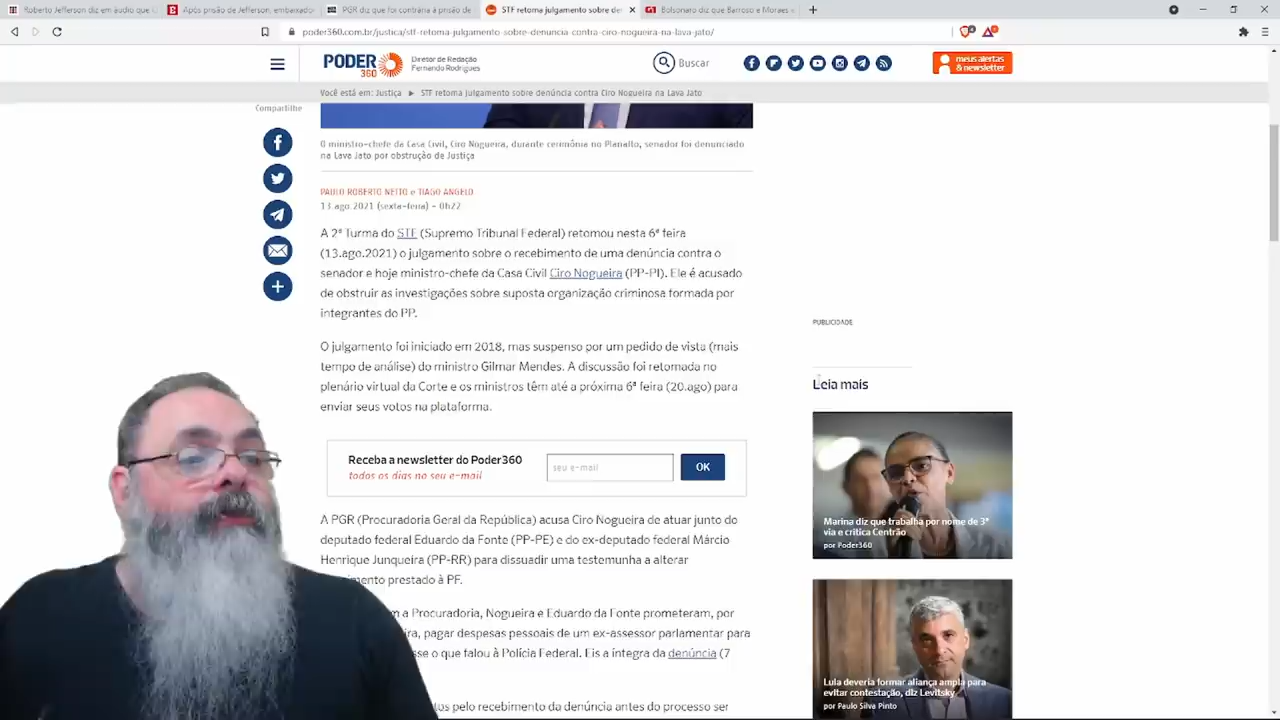 Roberto Jefferson diz em áudio que i
Após prisão de Jefferson, embaixador
PGR diz que foi contrária à prisão de
STF retoma julgamento sobre de
Bolsonaro diz que Barroso e Moraes e
poder360.com.br/justica/stf-retoma-julgamento-sobre-denuncia-contra-ciro-nogueira-na-lava-jato/
PODER
360
Diretor de Redação
Fernando Rodrigues
Buscar
meus alertas
& newsletter
Você está em: Justiça ► STF retoma julgamento sobre denúncia contra Ciro Nogueira na Lava Jato
Compartilhe
O ministro-chefe da Casa Civil, Ciro Nogueira, durante cerimônia no Planalto, senador foi denunciado
na Lava Jato por obstrução de Justiça
PAULO ROBERTO NETTO e TIAGO ANGELO
13.ago.2021 (sexta-feira) - 0h22
A 2ª Turma do STF (Supremo Tribunal Federal) retomou nesta 6ª feira
(13.ago.2021) o julgamento sobre o recebimento de uma denúncia contra o
senador e hoje ministro-chefe da Casa Civil Ciro Nogueira (PP-PI). Ele é acusado
de obstruir as investigações sobre suposta organização criminosa formada por
integrantes do PP.
O julgamento foi iniciado em 2018, mas suspenso por um pedido de vista (mais
tempo de análise) do ministro Gilmar Mendes. A discussão foi retomada no
plenário virtual da Corte e os ministros têm até a próxima 6ª feira (20.ago) para
enviar seus votos na plataforma.
Receba a newsletter do Poder360
todos os dias no seu e-mail
seu e-mail
OK
A PGR (Procuradoria Geral da República) acusa Ciro Nogueira de atuar junto do
deputado federal Eduardo da Fonte (PP-PE) e do ex-deputado federal Márcio
Henrique Junqueira (PP-RR) para dissuadir uma testemunha a alterar
imento prestado à PF.
m a Procuradoria, Nogueira e Eduardo da Fonte prometeram, por
ira, pagar despesas pessoais de um ex-assessor parlamentar para
sse o que falou à Polícia Federal. Eis a íntegra da denúncia (7
tos pelo recebimento da denúncia antes do processo ser
PUBLICIDADE
Leia mais
Marina diz que trabalha por nome de 3ª
via e critica Centrão
por Poder360
Lula deveria formar aliança ampla para
evitar contestação, diz Levitsky
por Paulo Silva Pinto